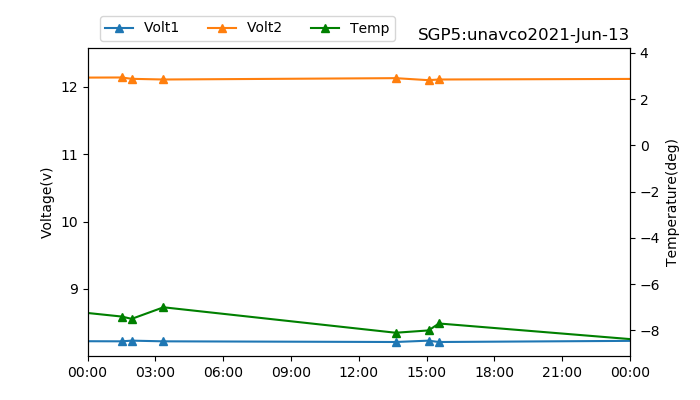 Volt1 Volt2 Temp
SGP5:unavco2021-Jun-13
12
11
10
9
Voltage(v)
4
2
0
−2
−4
−6
−8
Temperature(deg)
00:00 03:00 06:00 09:00 12:00 15:00 18:00 21:00 00:00